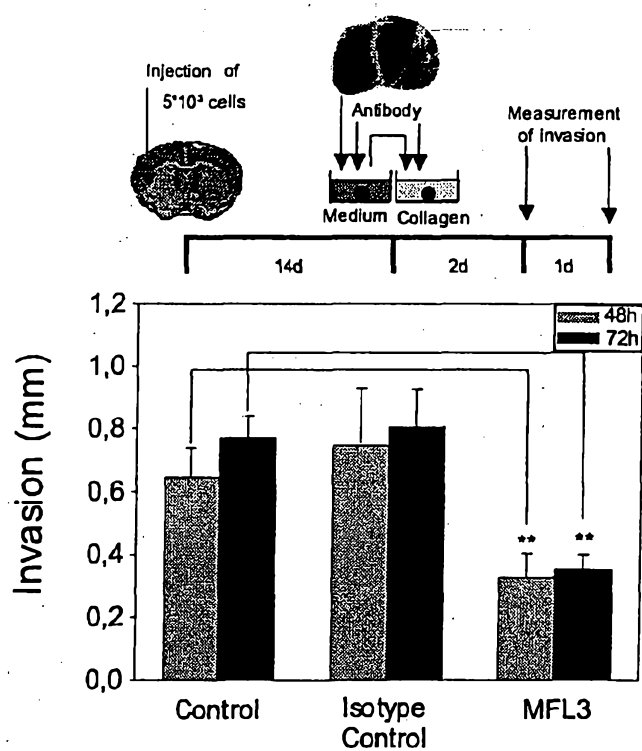 Injection of
5*10³ cells
Antibody
Measurement
of invasion
Medium Collagen
14d 2d 1d
Invasion (mm)
1,2
1,0
0,8
0,6
0,4
0,2
0,0
48h
72h
** **
Control
Isotype
Control
MFL3